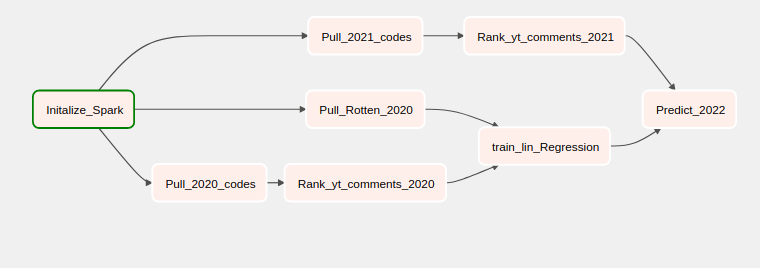 Pull_2021_codes
Rank_yt_comments_2021
Initalize_Spark
Pull_Rotten_2020
Predict_2022
train_lin_Regression
Pull_2020_codes
Rank_yt_comments_2020